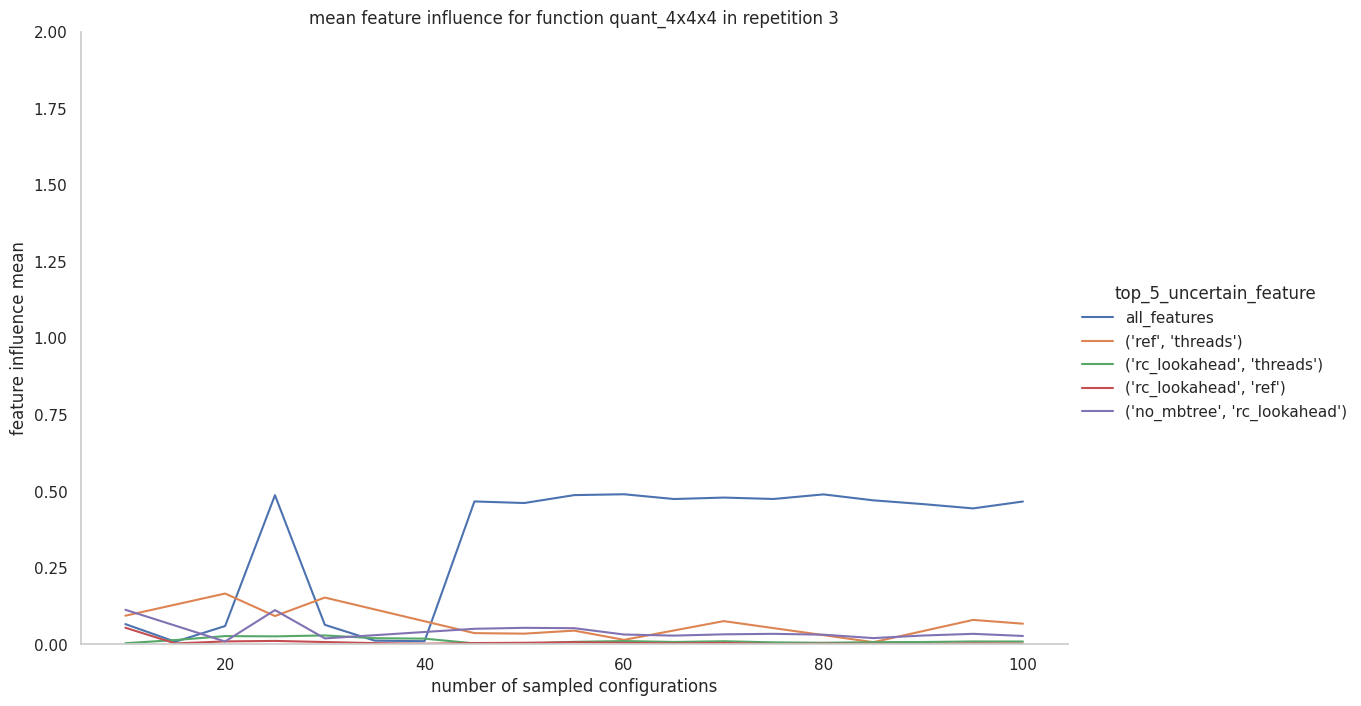 mean feature influence for function quant_4x4x4 in repetition 3
2.00
1.75
1.50
1.25
1.00
0.75
0.50
0.25
0.00
feature influence mean
20
40
60
80
100
number of sampled configurations
top_5_uncertain_feature
all_features
('ref', 'threads')
('rc_lookahead', 'threads')
('rc_lookahead', 'ref')
('no_mbtree', 'rc_lookahead')